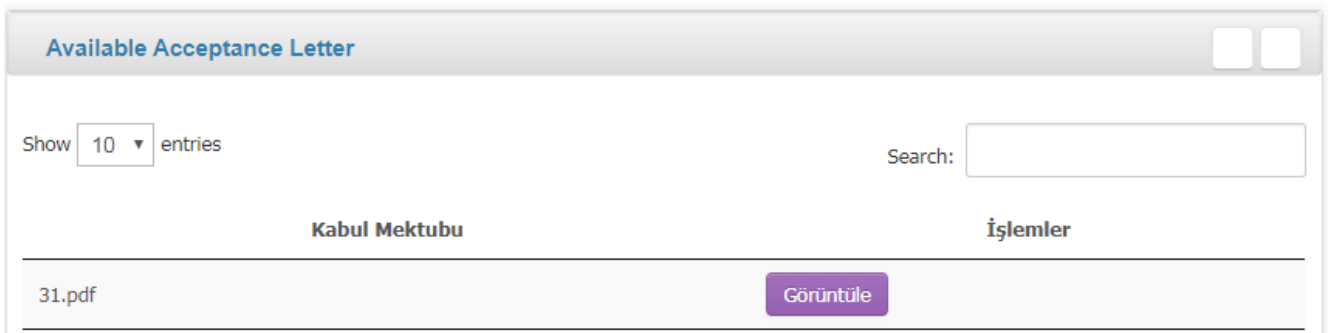 Available Acceptance Letter
Show 10 entries
Search:
Kabul Mektubu İşlemler
31.pdf Görüntüle